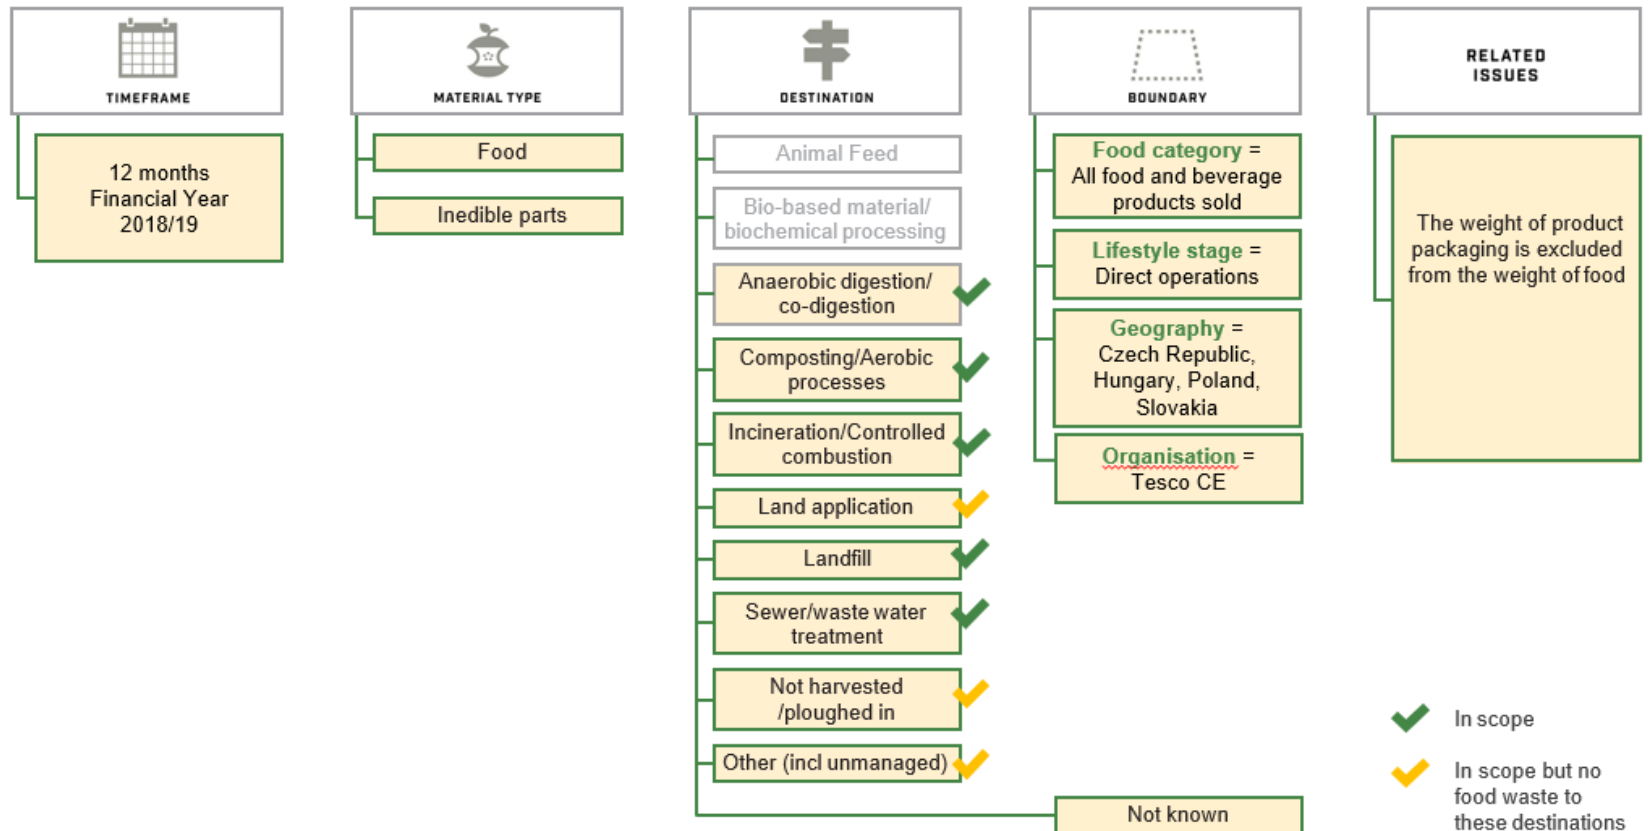 TIMEFRAME
12 months
Financial Year
2018/19
MATERIAL TYPE
Food
Inedible parts
DESTINATION
Animal Feed
Bio-based material/
biochemical processing
Anaerobic digestion/
co-digestion
Composting/Aerobic
processes
Incineration/Controlled
combustion
Land application
Landfill
Sewer/waste water
treatment
Not harvested
/ploughed in
Other (incl unmanaged)
Not known
BOUNDARY
Food category =
All food and beverage
products sold
Lifestyle stage =
Direct operations
Geography =
Czech Republic,
Hungary, Poland,
Slovakia
Organisation =
Tesco CE
RELATED
ISSUES
The weight of product
packaging is excluded
from the weight of food
In scope
In scope but no
food waste to
these destinations